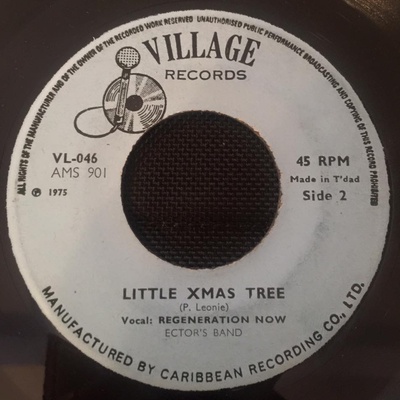 ALL RIGHTS OF THE MANUFACTURER AND OF THE OWNER OF THE RECORDED WORK RESERVED UNAUTHORISED PUBLIC PERFORMANCE BROADCASTING AND COPYING OF THIS RECORD PROHIBITED
VILLAGE
RECORDS
VL-046
AMS 901
℗ 1975
45 RPM
Made in T'dad
Side 2
LITTLE XMAS TREE
(P. Leonie)
Vocal: REGENERATION NOW
ECTOR'S BAND
MANUFACTURED BY CARIBBEAN RECORDING CO., LTD.